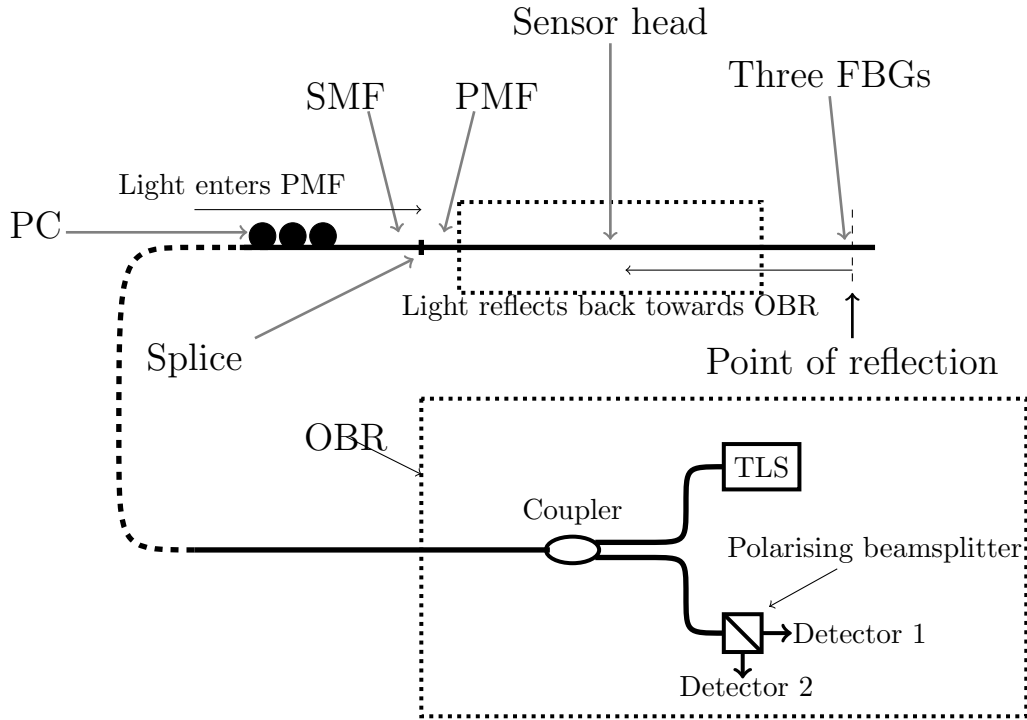 Sensor head
Three FBGs
SMF
PMF
Light enters PMF
PC
Light reflects back towards OBR
Splice
Point of reflection
OBR
TLS
Coupler
Polarising beamsplitter
Detector 1
Detector 2